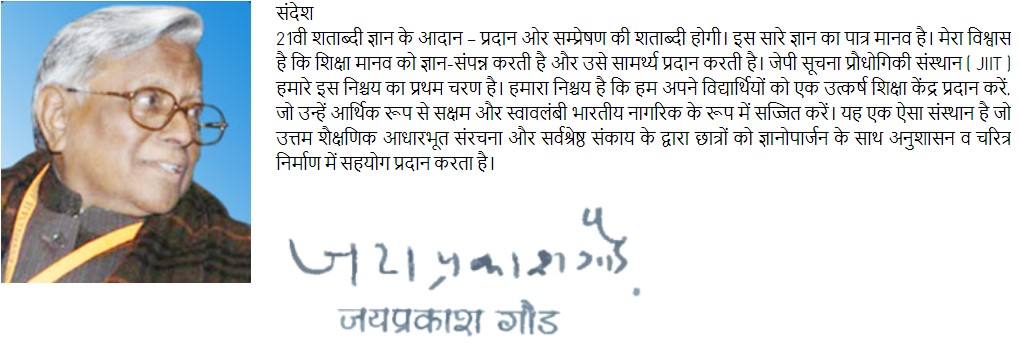 संदेश
21वी शताब्दी ज्ञान के आदान – प्रदान ओर सम्प्रेषण की शताब्दी होगी। इस सारे ज्ञान का पात्र मानव है। मेरा विश्वास
है कि शिक्षा मानव को ज्ञान-संपन्न करती है और उसे सामर्थ्य प्रदान करती है। जेपी सूचना प्रौधोगिकी संस्थान ( JIIT )
हमारे इस निश्चय का प्रथम चरण है। हमारा निश्चय है कि हम अपने विद्यार्थियों को एक उत्कर्ष शिक्षा केंद्र प्रदान करें,
जो उन्हें आर्थिक रूप से सक्षम और स्वावलंबी भारतीय नागरिक के रूप में सज्जित करें। यह एक ऐसा संस्थान है जो
उत्तम शैक्षणिक आधारभूत संरचना और सर्वश्रेष्ठ संकाय के द्वारा छात्रों को ज्ञानोपार्जन के साथ अनुशासन व चरित्र
निर्माण में सहयोग प्रदान करता है।
जय प्रकाश गौड़
जयप्रकाश गौड